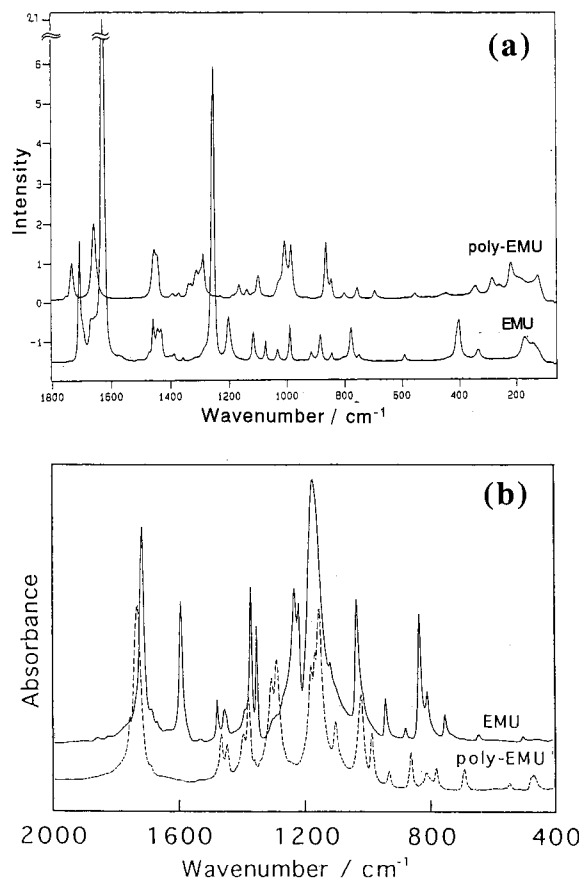 (a)
21
6
5
4
3
2
1
0
-1
Intensity
poly-EMU
EMU
1800 1600 1400 1200 1000 800 600 400 200
Wavenumber / cm-1
(b)
Absorbance
EMU
poly-EMU
2000 1600 1200 800 400
Wavenumber / cm-1